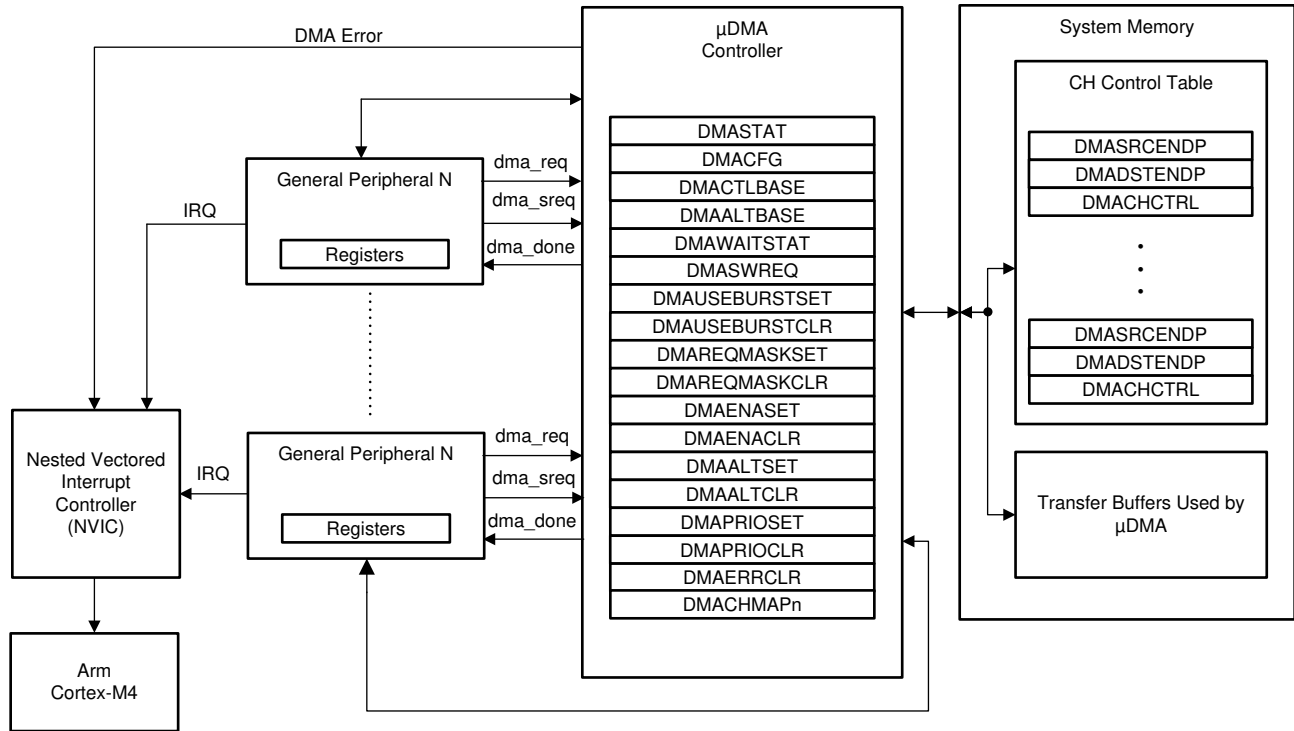 DMA Error
µDMA
Controller
DMASTAT
DMACFG
DMACTLBASE
DMAALTBASE
DMAWAITSTAT
DMASWREQ
DMAUSEBURSTSET
DMAUSEBURSTCLR
DMAREQMASKSET
DMAREQMASKCLR
DMAENASET
DMAENACLR
DMAALTSET
DMAALTCLR
DMAPRIOSET
DMAPRIOCLR
DMAERRCLR
DMACHMAPn
General Peripheral N
Registers
dma_req
dma_sreq
dma_done
IRQ
General Peripheral N
Registers
dma_req
dma_sreq
dma_done
IRQ
Nested Vectored
Interrupt
Controller
(NVIC)
Arm
Cortex-M4
System Memory
CH Control Table
DMASRCENDP
DMADSTENDP
DMACHCTRL
DMASRCENDP
DMADSTENDP
DMACHCTRL
Transfer Buffers Used by
µDMA